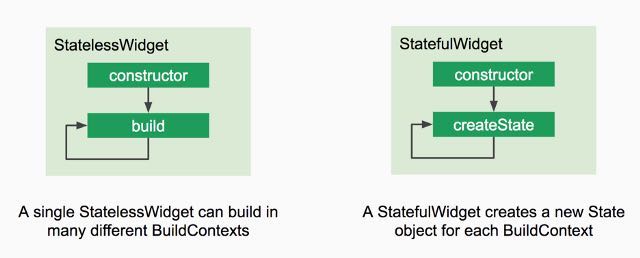 StatelessWidget
constructor
build
A single StatelessWidget can build in
many different BuildContexts
StatefulWidget
constructor
createState
A StatefulWidget creates a new State
object for each BuildContext